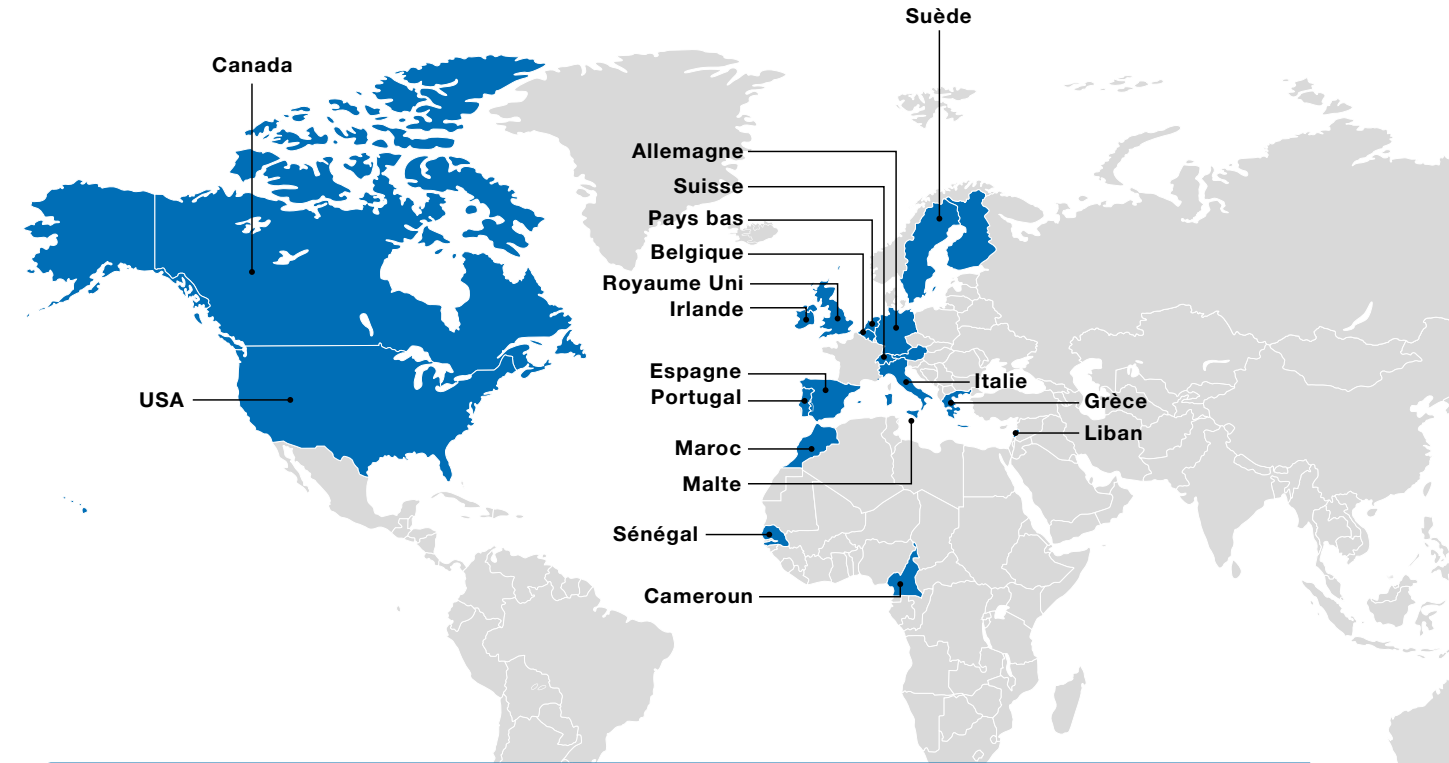 Suède
Canada
Allemagne
Suisse
Pays bas
Belgique
Royaume Uni
Irlande
Espagne
Italie
Portugal
USA
Grèce
Liban
Maroc
Malte
Sénégal
Cameroun